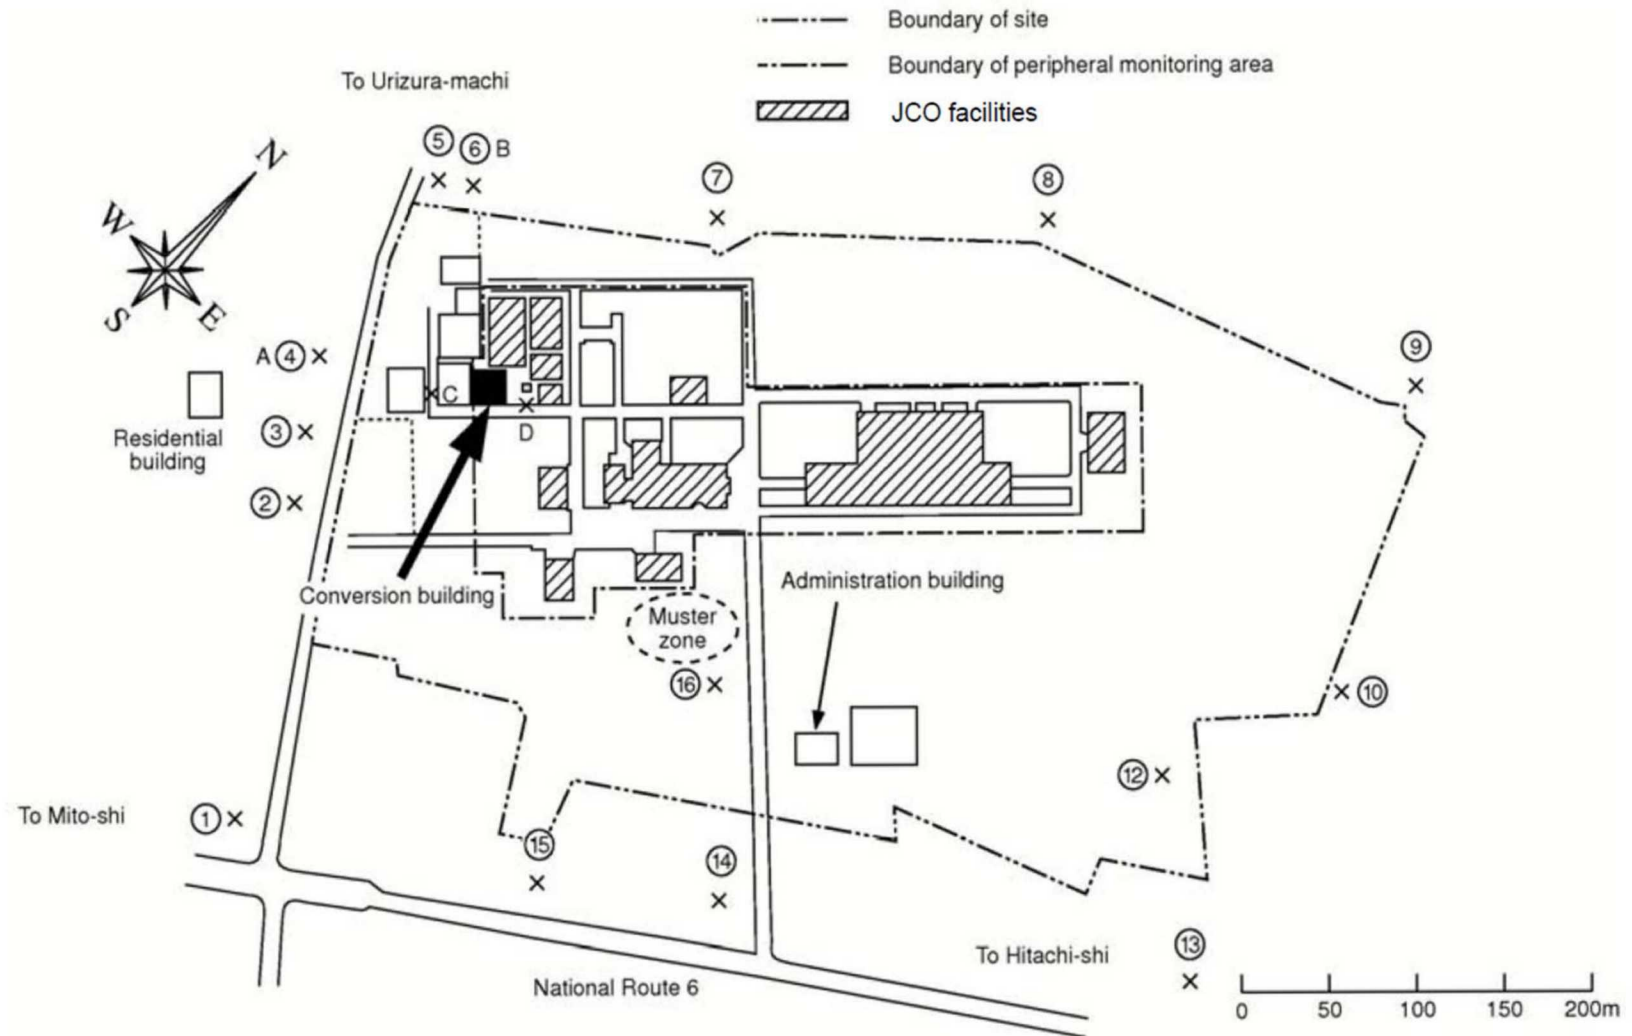 Boundary of site
Boundary of peripheral monitoring area
JCO facilities
To Urizura-machi
N
W
S
E
5
6 B
7
8
9
A 4
C
D
3
2
Residential
building
Conversion building
Muster
zone
16
Administration building
10
12
To Mito-shi
1
15
14
13
To Hitachi-shi
National Route 6
0 50 100 150 200m